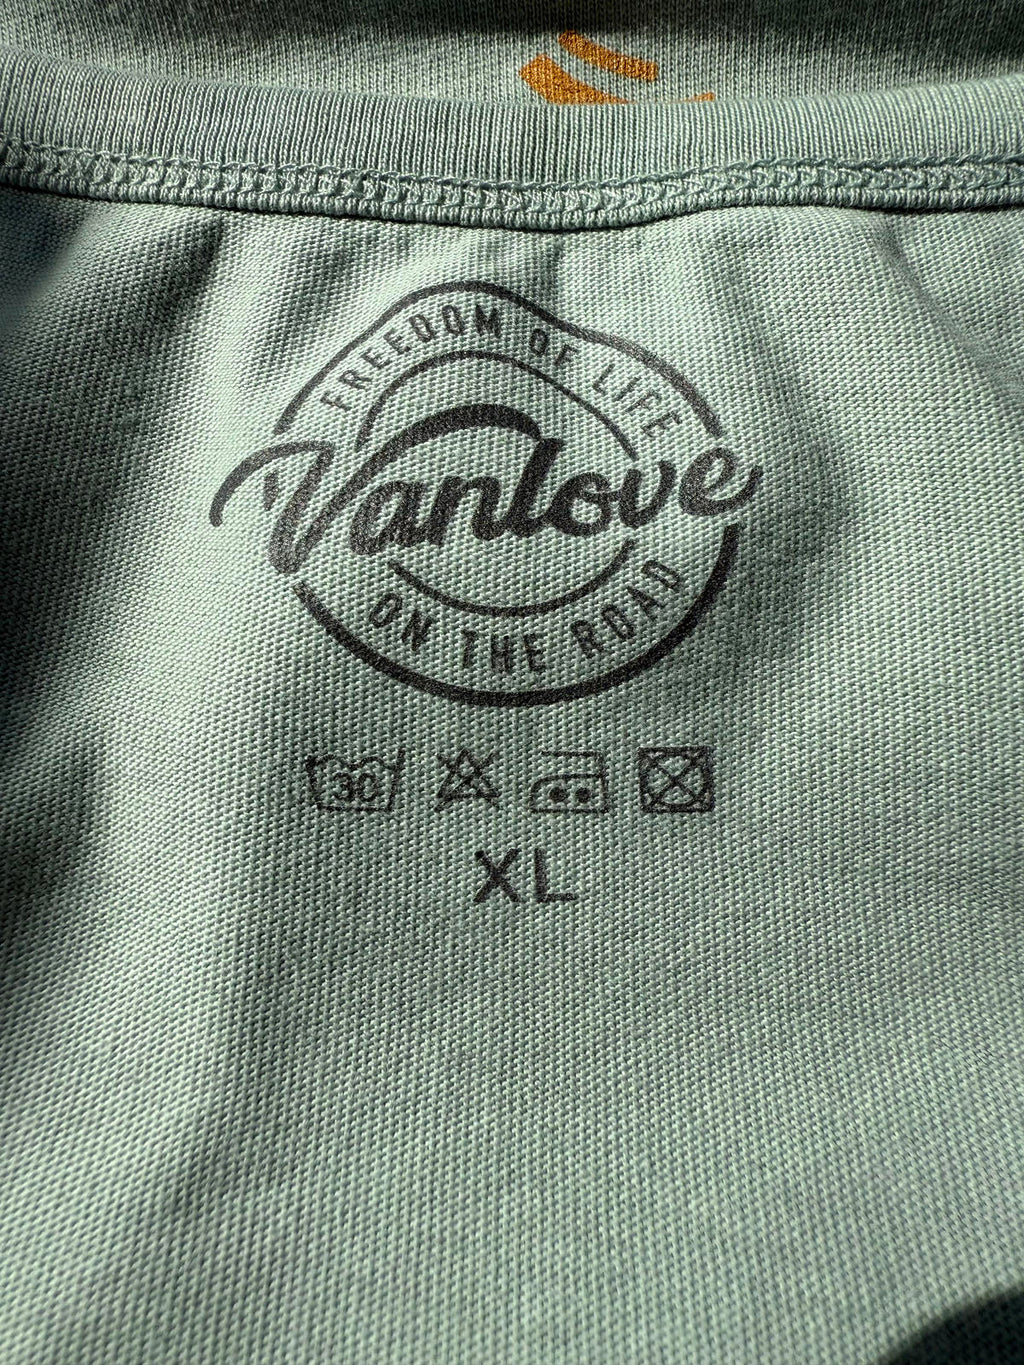 FREEDOM OF LIFE
Vanlove
ON THE ROAD
30
XL